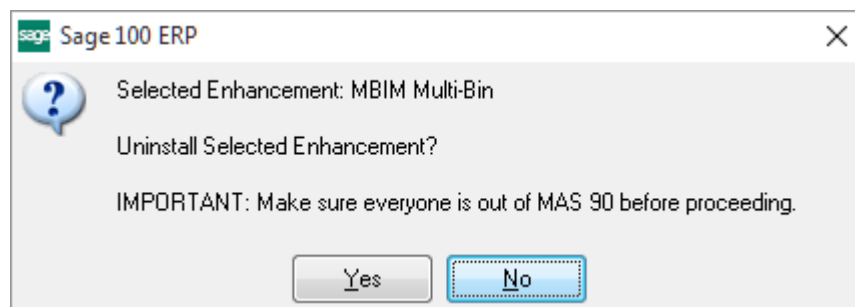 sage Sage 100 ERP
Selected Enhancement: MBIM Multi-Bin
Uninstall Selected Enhancement?
IMPORTANT: Make sure everyone is out of MAS 90 before proceeding.
Yes No